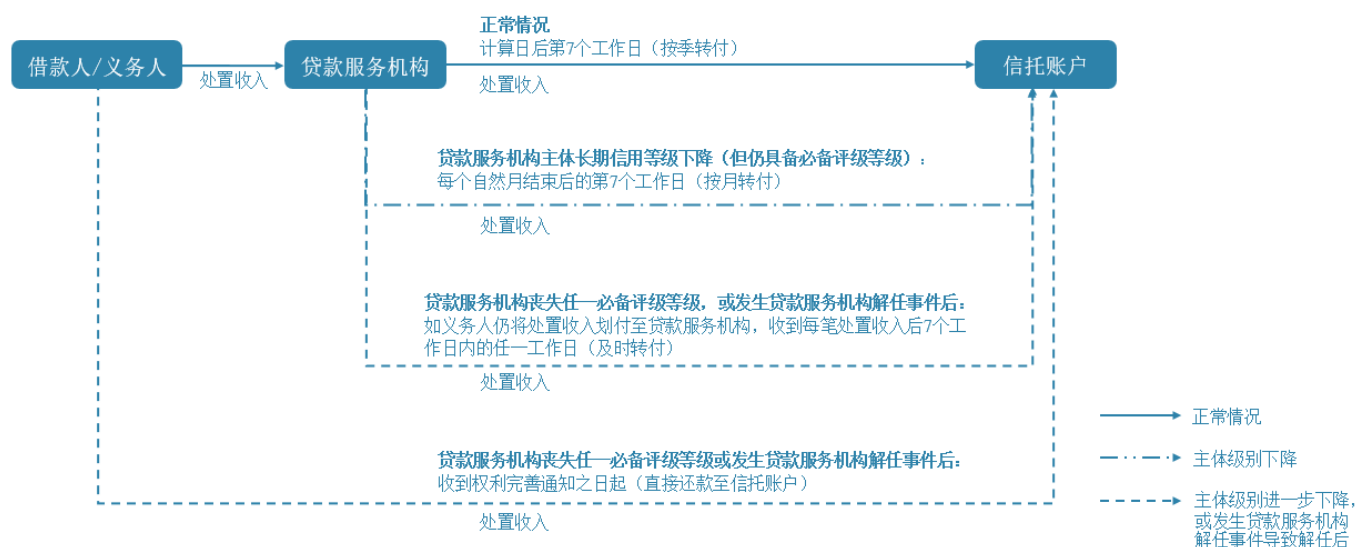 正常情况
计算日后第7个工作日（按季转付）
借款人/义务人
处置收入
贷款服务机构
处置收入
信托账户
贷款服务机构主体长期信用等级下降（但仍具备必备评级等级）：
每个自然月结束后的第7个工作日（按月转付）
处置收入
贷款服务机构丧失任一必备评级等级，或发生贷款服务机构解任事件后：
如义务人仍将处置收入划付至贷款服务机构，收到每笔处置收入后7个工
作日内的任一工作日（及时转付）
处置收入
贷款服务机构丧失任一必备评级等级或发生贷款服务机构解任事件后：
收到权利完善通知之日起（直接还款至信托账户）
处置收入
正常情况
主体级别下降
主体级别进一步下降，
或发生贷款服务机构
解任事件导致解任后